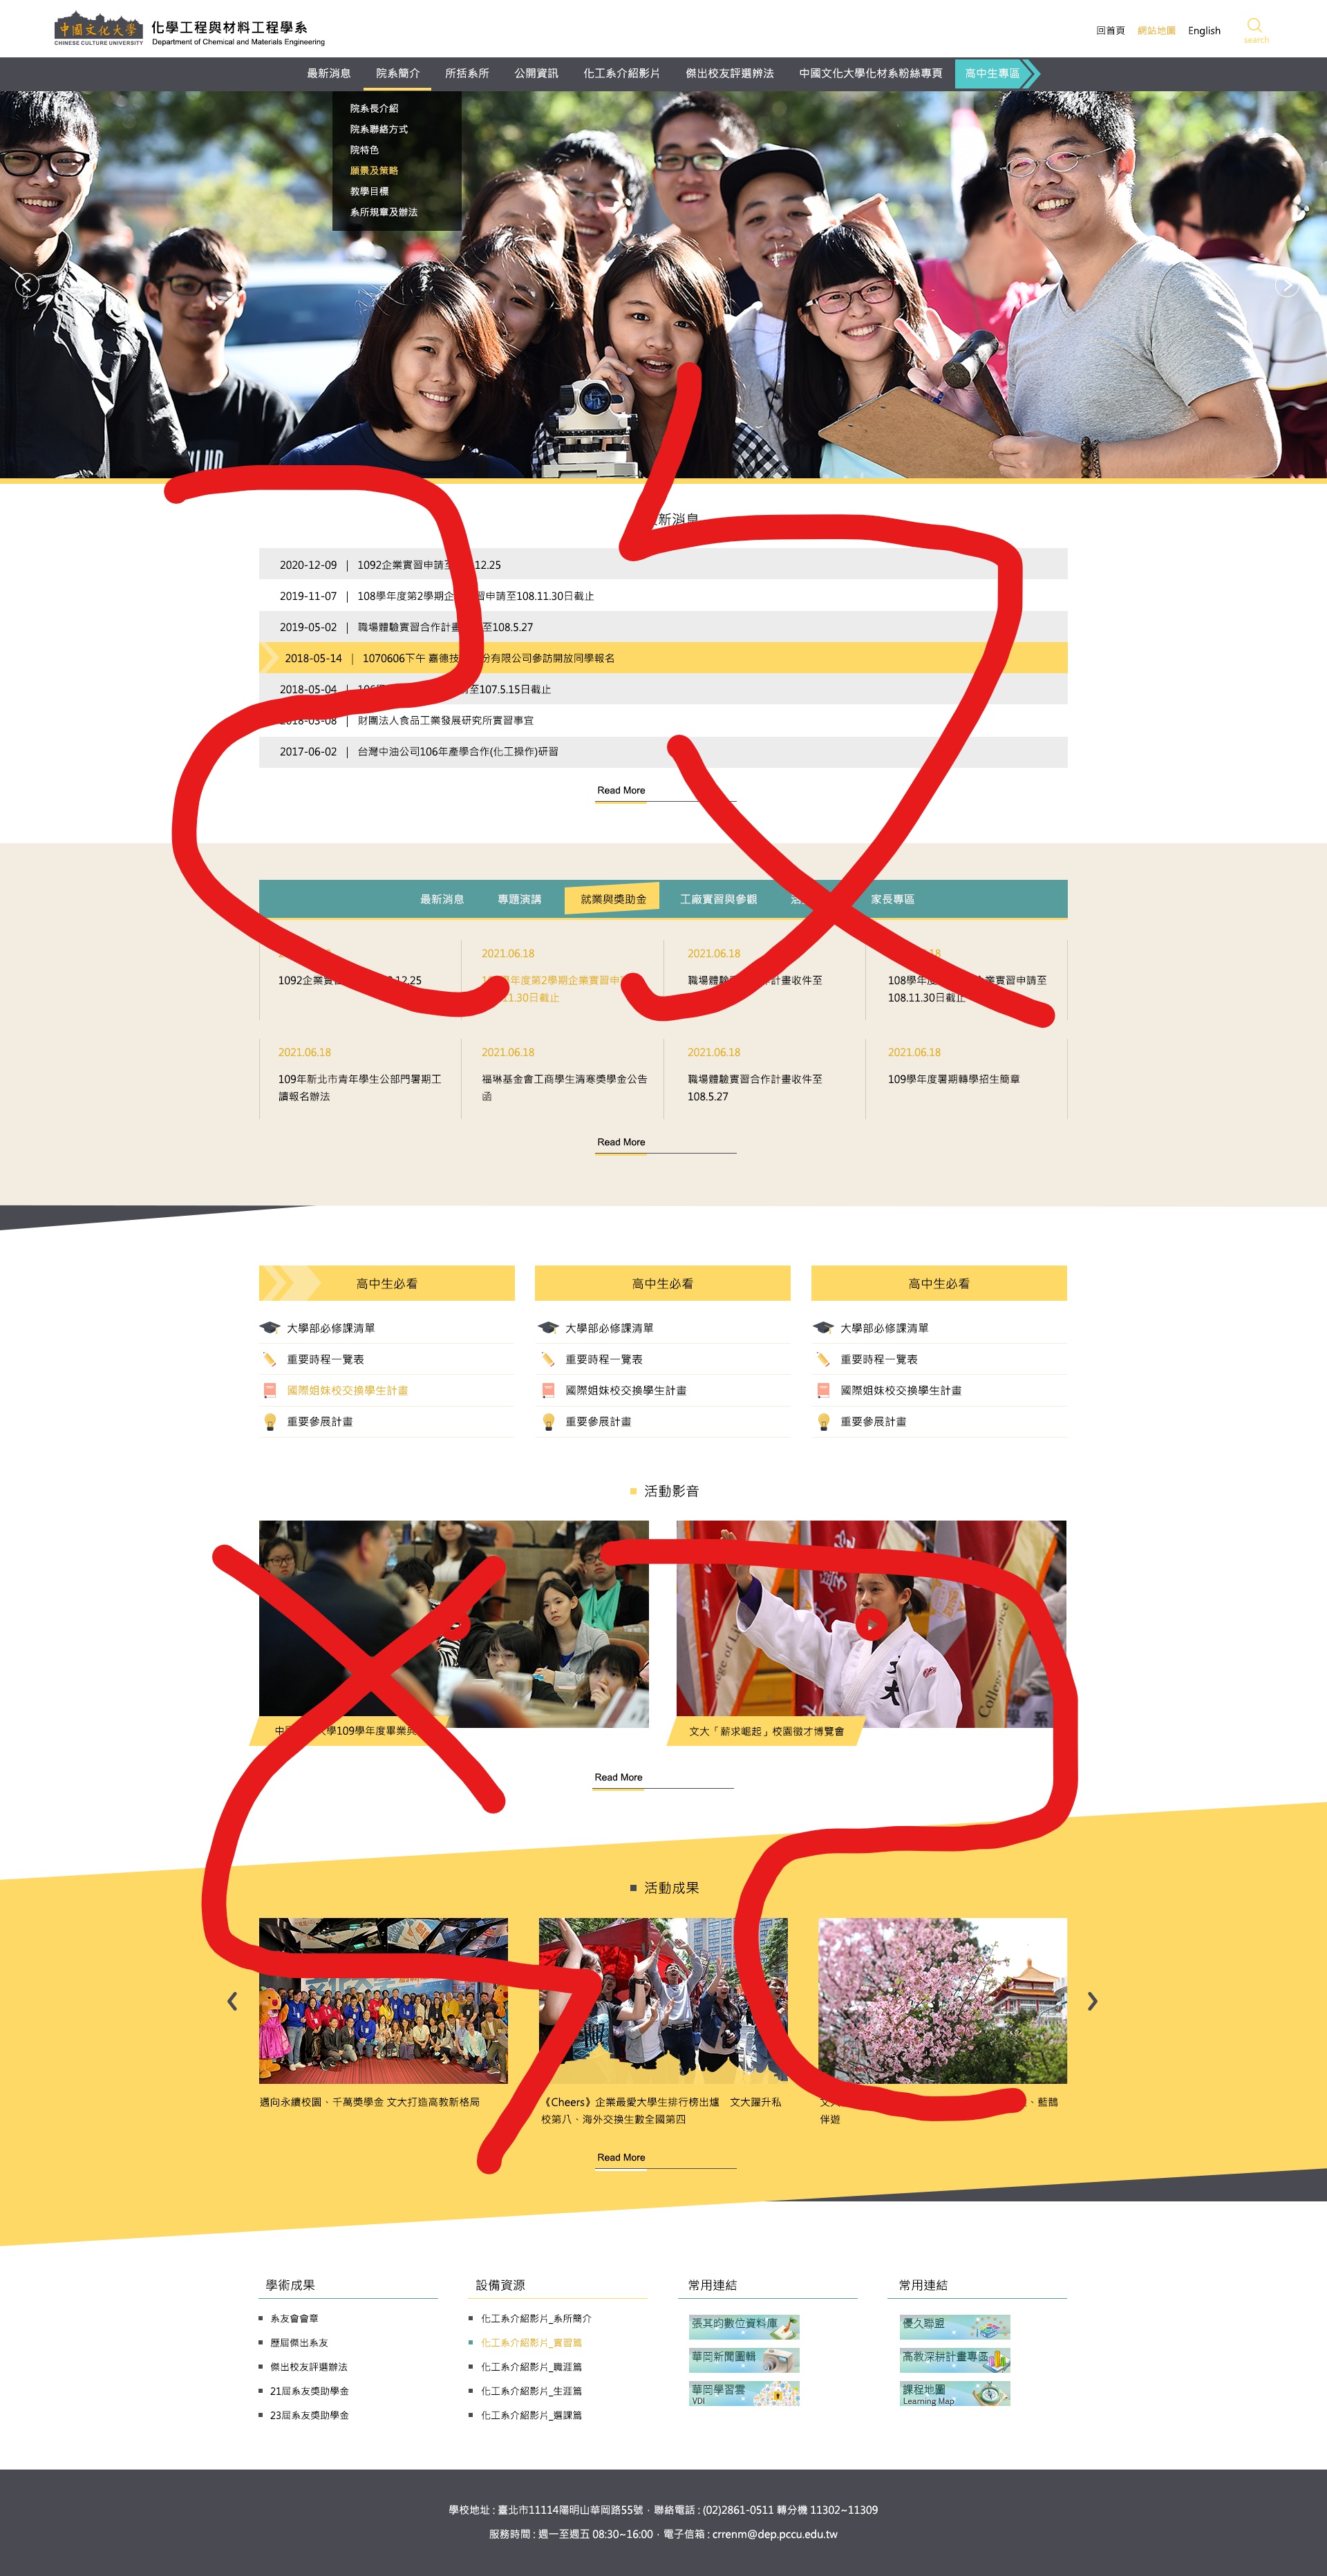 中國文化大學 化學工程與材料工程學系
CHINESE CULTURE UNIVERSITY Department of Chemical and Materials Engineering
回首頁 網站地圖 English search
最新消息 院系簡介 所括系所 公開資訊 化工系介紹影片 傑出校友評選辨法 中國文化大學化材系粉絲專頁 高中生專區
院系長介紹
院系聯絡方式
院特色
願景及策略
教學目標
系所規章及辦法
新消息
2020-12-09 | 1092企業實習申請至 12.25
2019-11-07 | 108學年度第2學期企 習申請至108.11.30日截止
2019-05-02 | 職場體驗實習合作計畫 至108.5.27
2018-05-14 | 1070606下午 嘉德技 份有限公司參訪開放同學報名
2018-05-04 | 至107.5.15日截止
2018-03-08 | 財團法人食品工業發展研究所實習事宜
2017-06-02 | 台灣中油公司106年產學合作(化工操作)研習
Read More
最新消息 專題演講 就業與獎助金 工廠實習與參觀 家長專區
2021.06.18 2021.06.18
1092企業實 12.25
學年度第2學期企業實習申
11.30日截止
職場體驗 計畫收件至
108學年度 業實習申請至
108.11.30日截止
2021.06.18 2021.06.18 2021.06.18 2021.06.18
109年新北市青年學生公部門暑期工
讀報名辦法
福琳基金會工商學生清寒獎學金公告
函
職場體驗實習合作計畫收件至
108.5.27
109學年度暑期轉學招生簡章
Read More
高中生必看 高中生必看 高中生必看
大學部必修課清單 大學部必修課清單 大學部必修課清單
重要時程一覽表 重要時程一覽表 重要時程一覽表
國際姐妹校交換學生計畫 國際姐妹校交換學生計畫 國際姐妹校交換學生計畫
重要參展計畫 重要參展計畫 重要參展計畫
活動影音
學109學年度畢業 文大「薪求崛起」校園徵才博覽會
Read More
活動成果
邁向永續校園、千萬獎學金 文大打造高教新格局
《Cheers》企業最愛大學生排行榜出爐 文大躍升私
校第八、海外交換生數全國第四
、藍鵲
伴遊
Read More
學術成果
系友會會章
歷屆傑出系友
傑出校友評選辦法
21屆系友獎助學金
23屆系友獎助學金
設備資源
化工系介紹影片_系所簡介
化工系介紹影片_實習篇
化工系介紹影片_職涯篇
化工系介紹影片_生涯篇
化工系介紹影片_選課篇
常用連結
張其昀數位資料庫
華岡新聞圖輯
華岡學習雲
VDI
常用連結
優久聯盟
高教深耕計畫專區
課程地圖
Learning Map
學校地址 : 臺北市11114陽明山華岡路55號．聯絡電話 : (02)2861-0511 轉分機 11302~11309
服務時間 : 週一至週五 08:30~16:00．電子信箱 : crrenm@dep.pccu.edu.tw